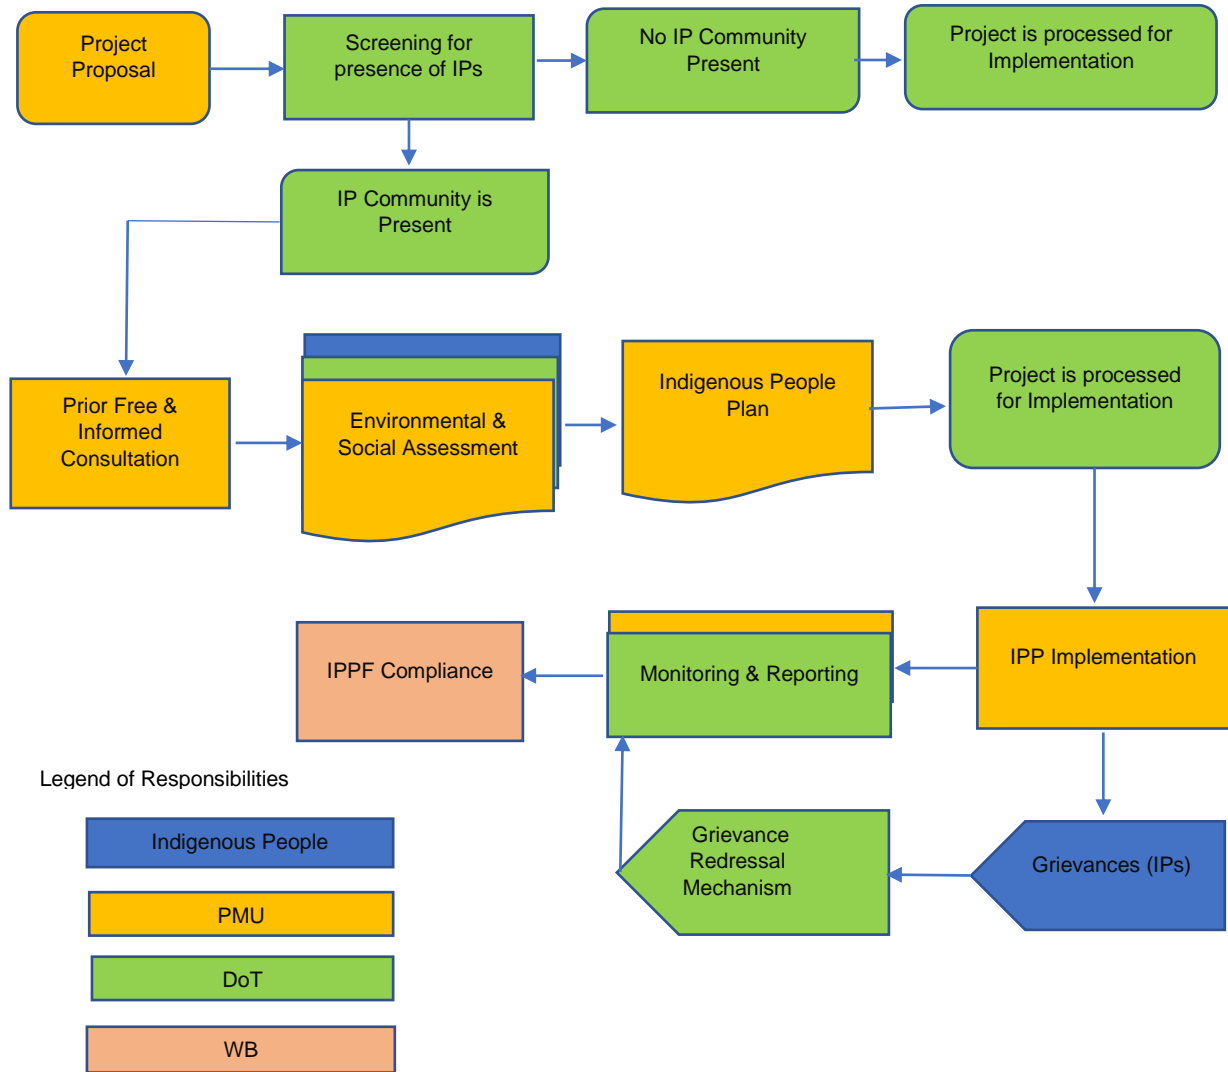 Project
Proposal
Screening for
presence of IPs
No IP Community
Present
Project is processed for
Implementation
IP Community is
Present
Prior Free &
Informed
Consultation
Environmental &
Social Assessment
Indigenous People
Plan
Project is processed
for Implementation
IPPF Compliance
Monitoring & Reporting
IPP Implementation
Legend of Responsibilities
Indigenous People
PMU
DoT
WB
Grievance
Redressal
Mechanism
Grievances (IPs)